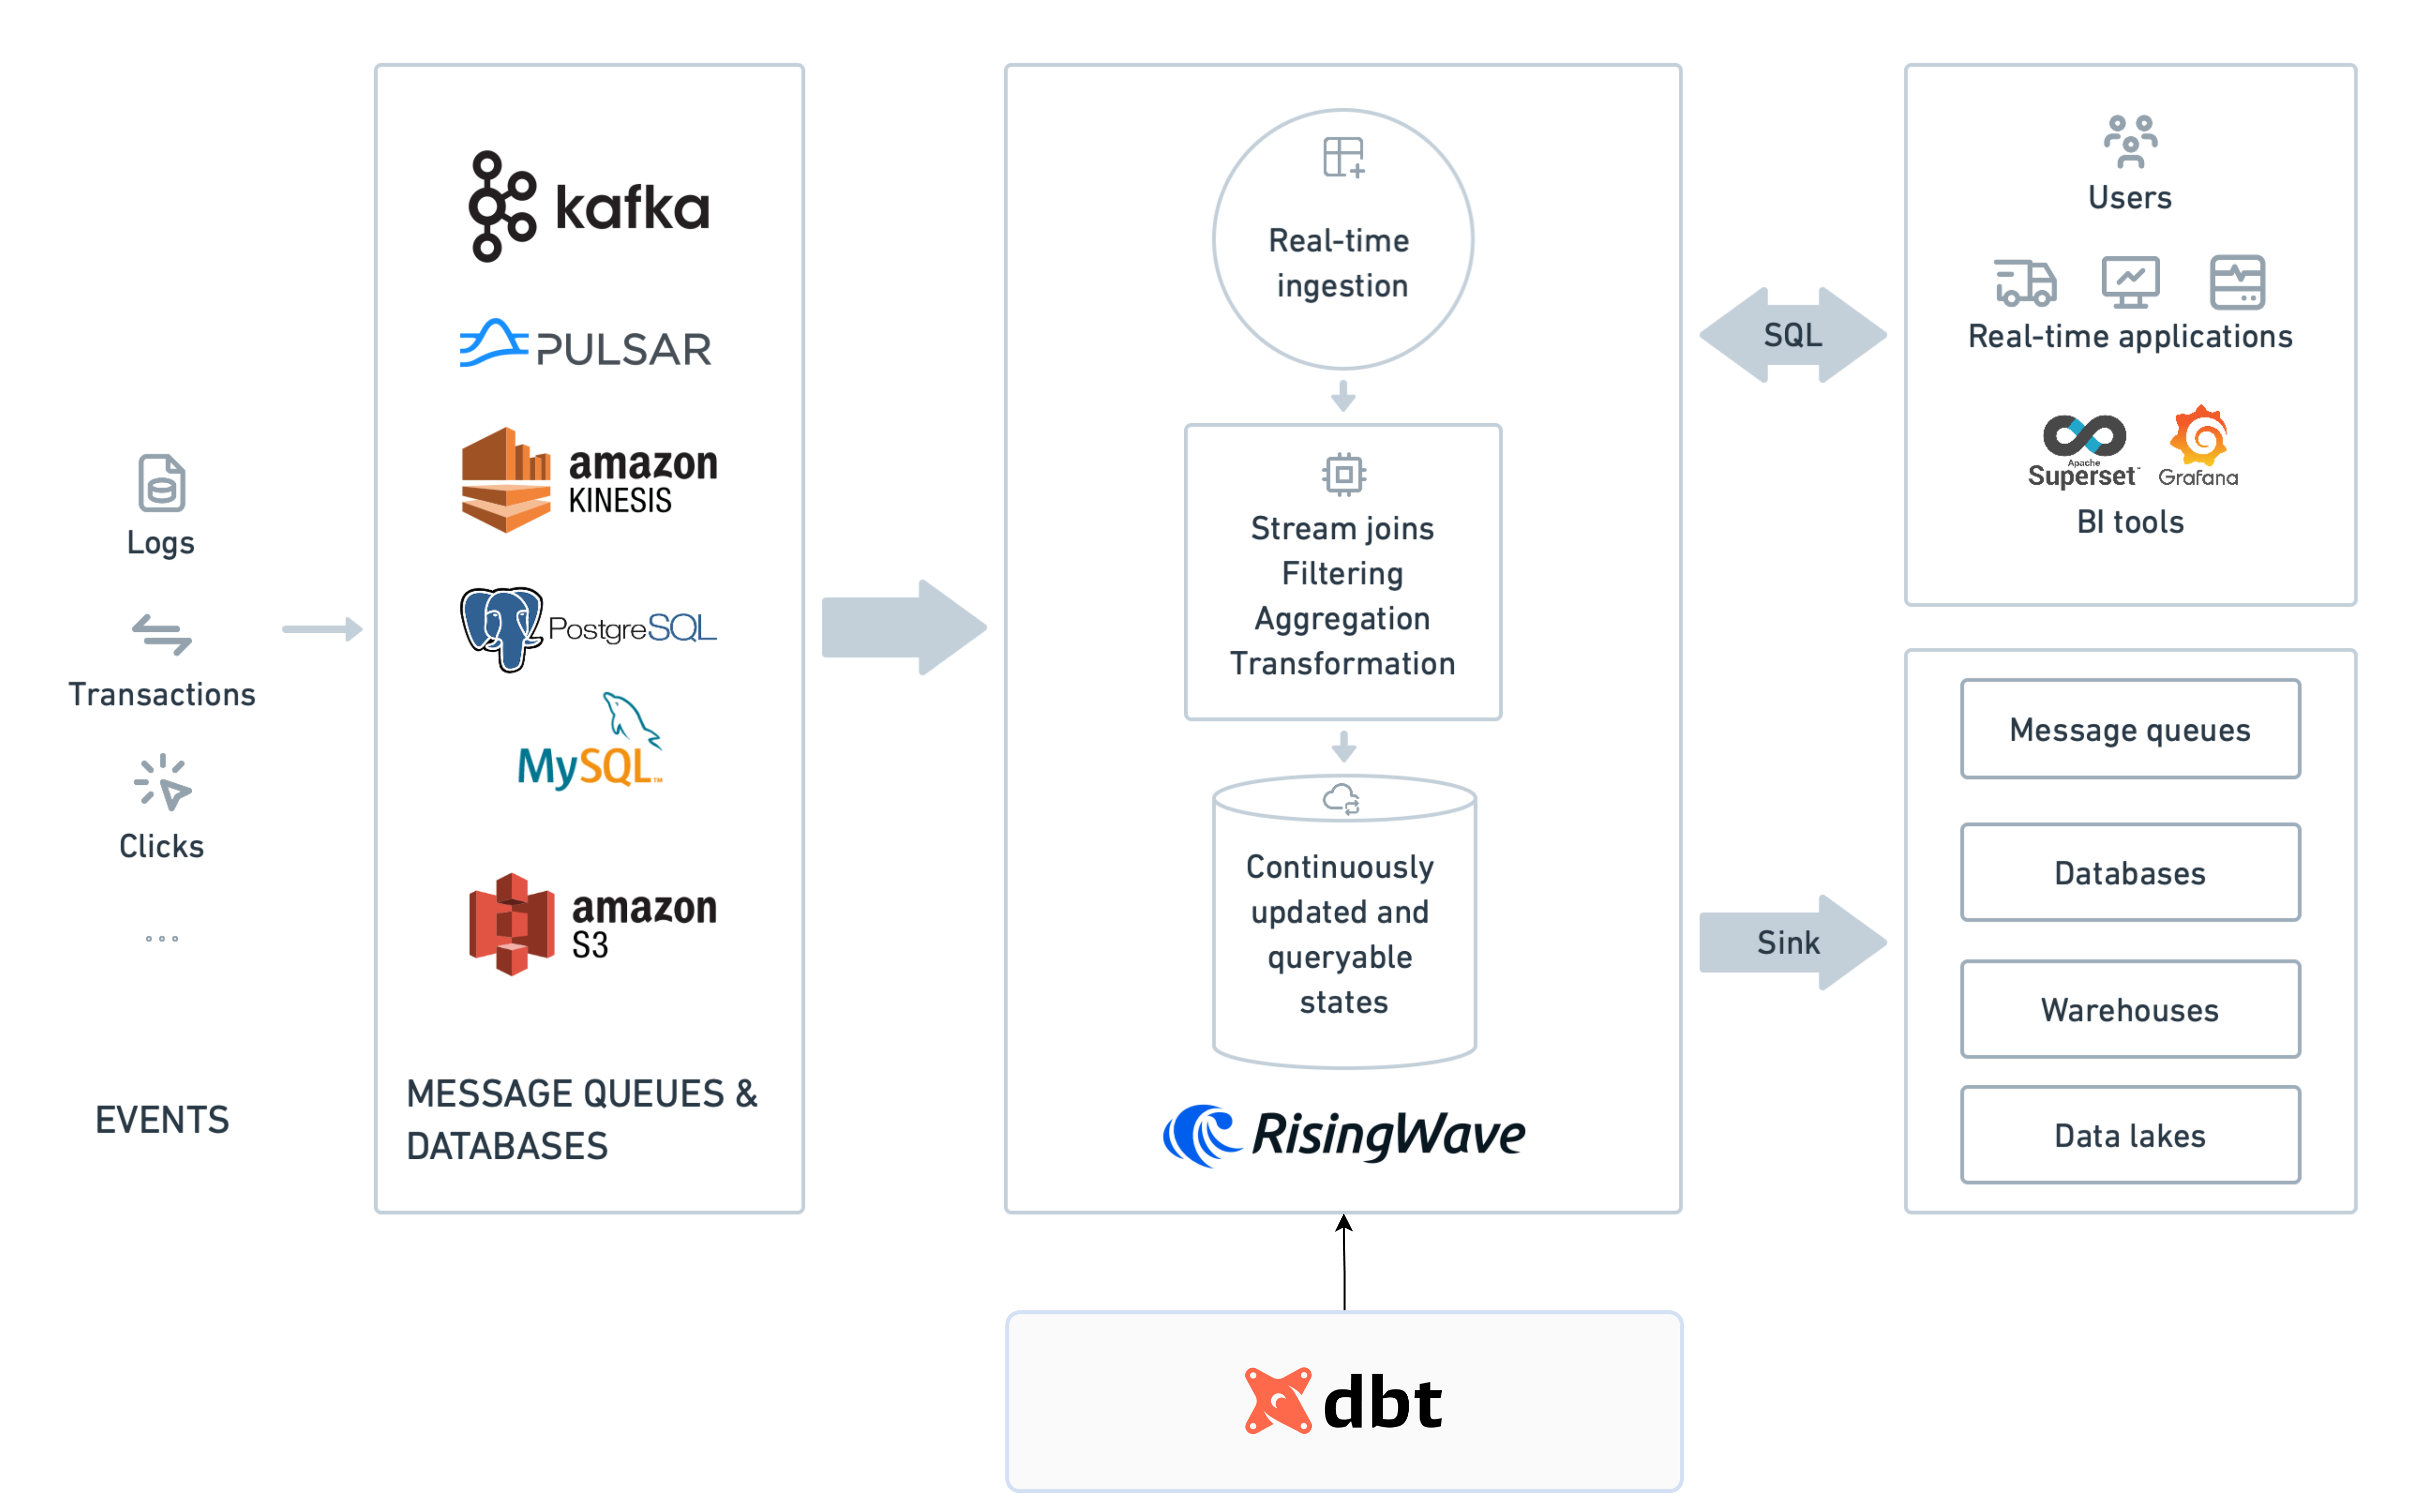 Logs
Transactions
Clicks
...
EVENTS
kafka
PULSAR
amazon
KINESIS
PostgreSQL
MySQL™
amazon
S3
MESSAGE QUEUES &
DATABASES
Real-time
ingestion
Stream joins
Filtering
Aggregation
Transformation
Continuously
updated and
queryable
states
RisingWave
dbt
SQL
Sink
Users
Real-time applications
Apache
Superset™
Grafana
BI tools
Message queues
Databases
Warehouses
Data lakes